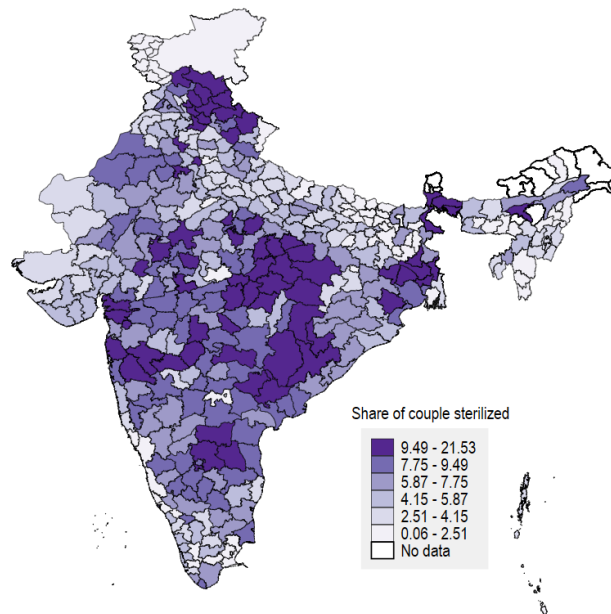 Share of couple sterilized
9.49 - 21.53
7.75 - 9.49
5.87 - 7.75
4.15 - 5.87
2.51 - 4.15
0.06 - 2.51
No data